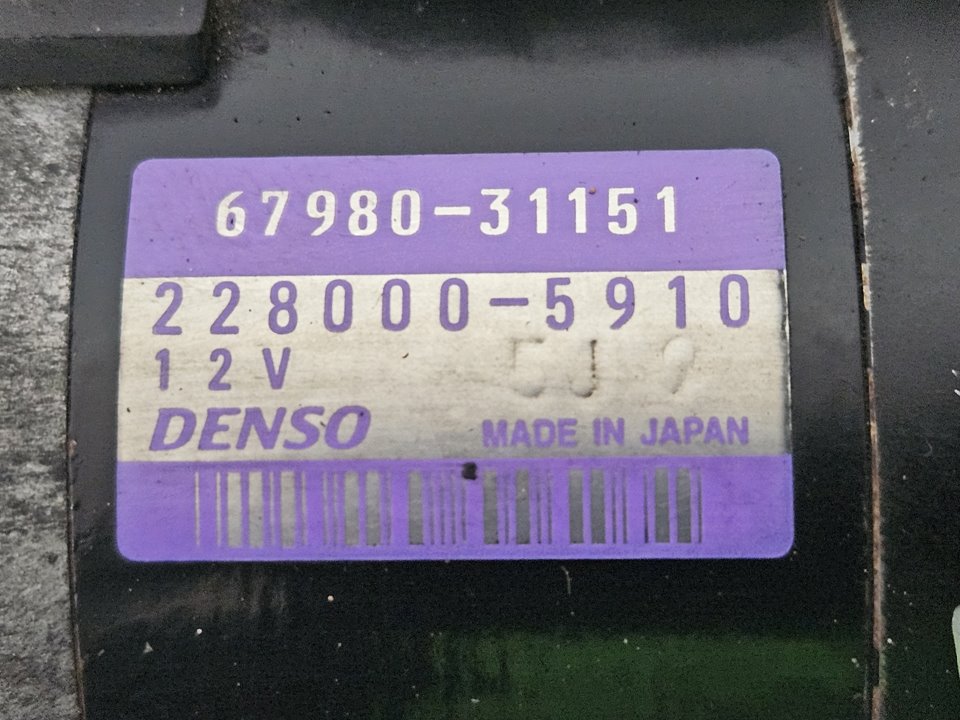 67980-31151
228000-5910
12V
DENSO
MADE IN JAPAN